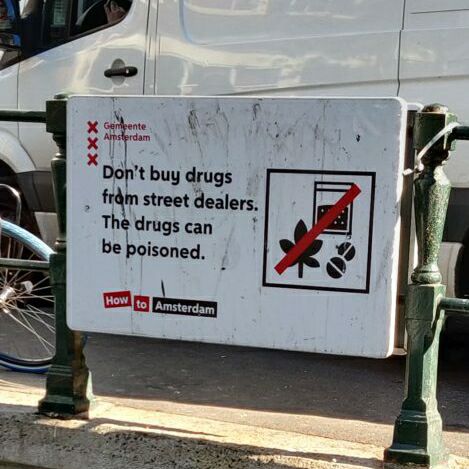 Gemeente
Amsterdam
Don't buy drugs
from street dealers.
The drugs can
be poisoned.
How to Amsterdam